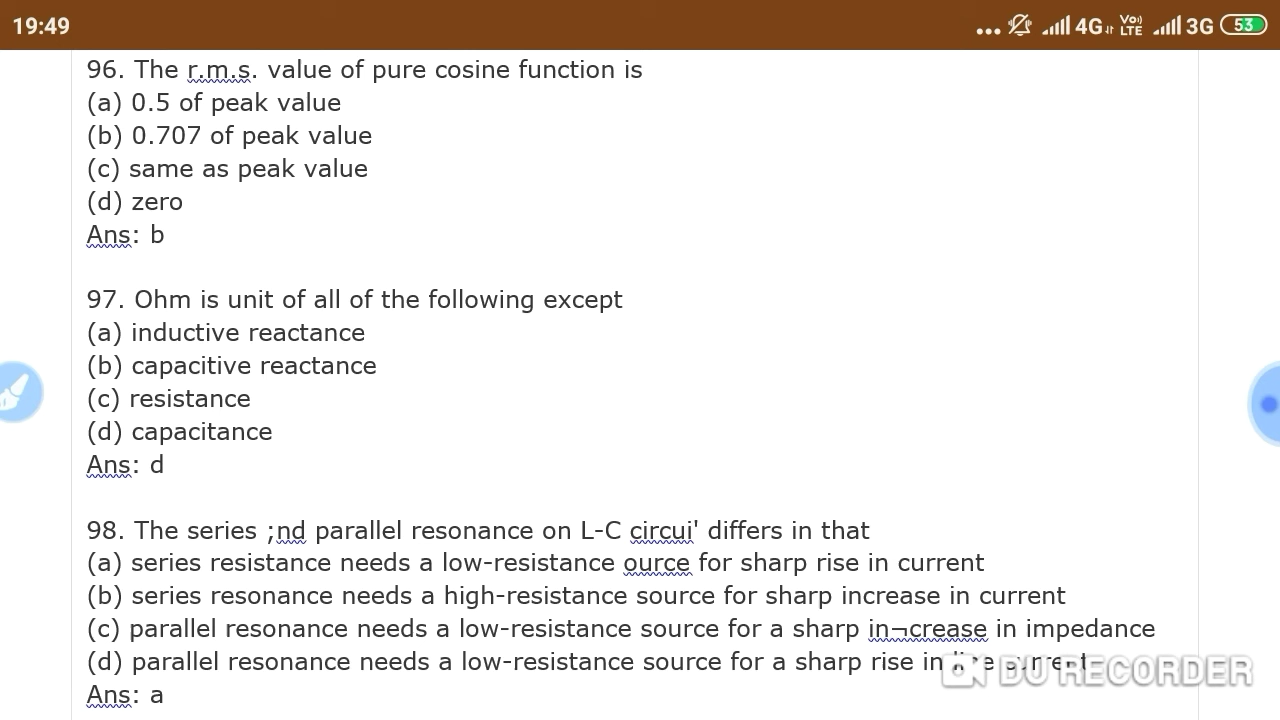 19:49
4G
Vo))
LTE
3G
53
96. The r.m.s. value of pure cosine function is
(a) 0.5 of peak value
(b) 0.707 of peak value
(c) same as peak value
(d) zero
Ans: b
97. Ohm is unit of all of the following except
(a) inductive reactance
(b) capacitive reactance
(c) resistance
(d) capacitance
Ans: d
98. The series ;nd parallel resonance on L-C circui' differs in that
(a) series resistance needs a low-resistance ource for sharp rise in current
(b) series resonance needs a high-resistance source for sharp increase in current
(c) parallel resonance needs a low-resistance source for a sharp in¬crease in impedance
(d) parallel resonance needs a low-resistance source for a sharp rise in line current
DU RECORDER
Ans: a